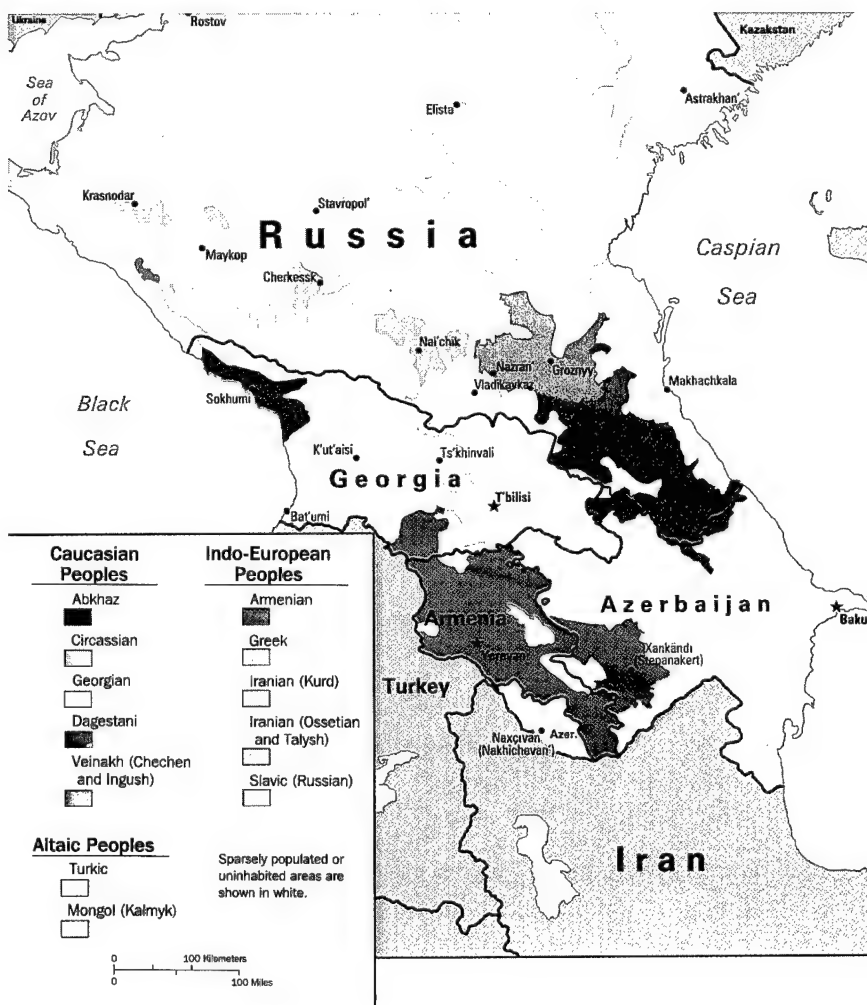 Ukraine
Rostov
Kazakstan
Sea
of
Azov
Elista
Astrakhan'
Krasnodar
Stavropol'
Russia
Maykop
Cherkessk
Caspian
Sea
Nal'chik
Nazran'
Groznyy
Vladikavkaz
Makhachkala
Black
Sea
Sokhumi
K'ut'aisi
Ts'khinvali
Georgia
T'bilisi
Bat'umi
Azerbaijan
Baku
Armenia
Yerevan
Xankändi
(Stepanakert)
Turkey
Naxçıvan
(Nakhichevan')
Azer.
Iran
Caucasian
Peoples
Abkhaz
Circassian
Georgian
Dagestani
Veinakh (Chechen
and Ingush)
Indo-European
Peoples
Armenian
Greek
Iranian (Kurd)
Iranian (Ossetian
and Talysh)
Slavic (Russian)
Altaic Peoples
Turkic
Mongol (Kalmyk)
Sparsely populated or
uninhabited areas are
shown in white.
0 100 Kilometers
0 100 Miles